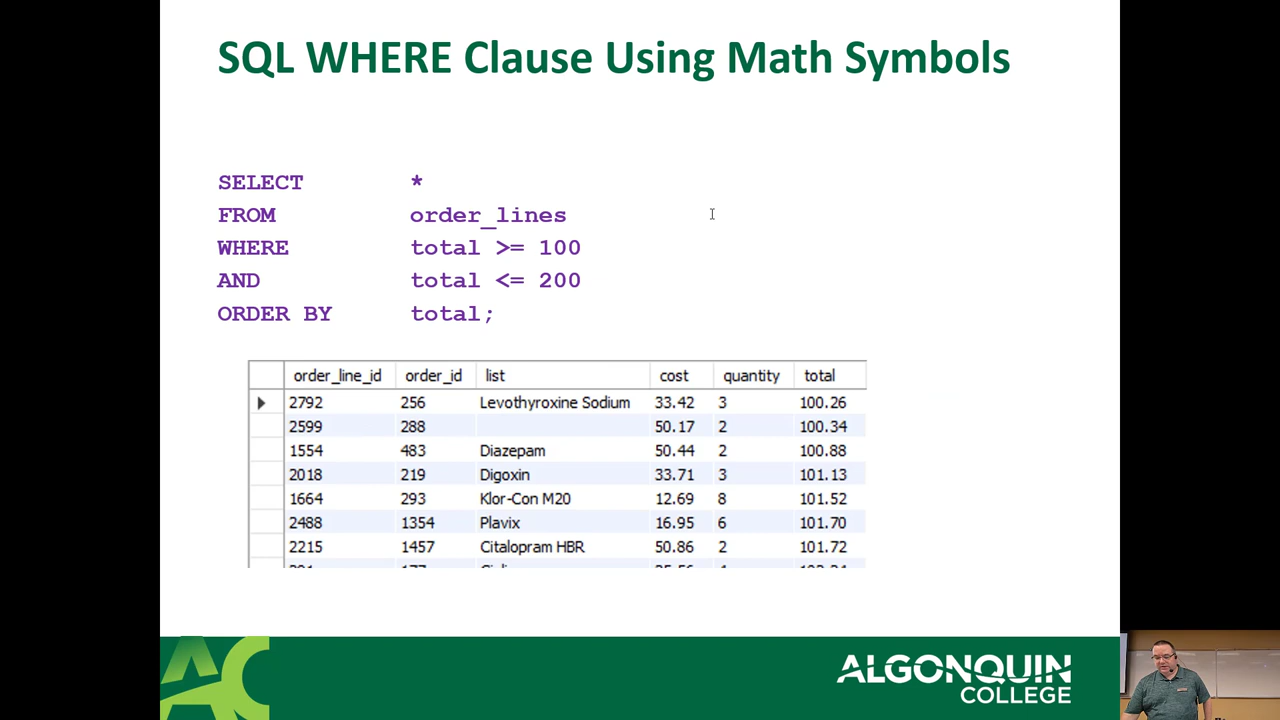 SQL WHERE Clause Using Math Symbols
SELECT *
FROM order_lines
WHERE total >= 100
AND total <= 200
ORDER BY total;
order_line_id order_id list cost quantity total
2792 256 Levothyroxine Sodium 33.42 3 100.26
2599 288 50.17 2 100.34
1554 483 Diazepam 50.44 2 100.88
2018 219 Digoxin 33.71 3 101.13
1664 293 Klor-Con M20 12.69 8 101.52
2488 1354 Plavix 16.95 6 101.70
2215 1457 Citalopram HBR 50.86 2 101.72
AC
ALGONQUIN
COLLEGE